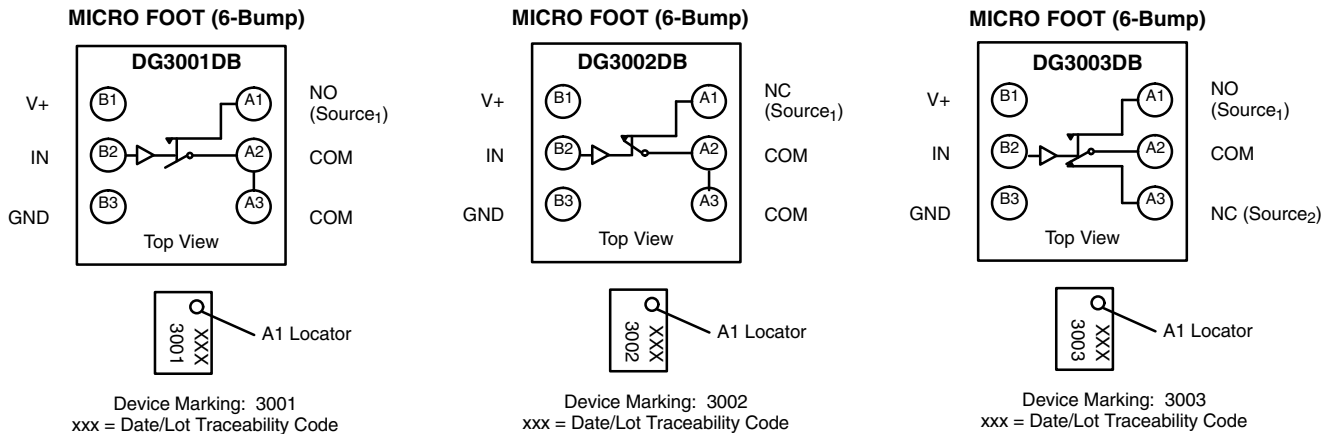 MICRO FOOT (6-Bump)
DG3001DB
V+
B1
A1
NO
(Source1)
IN
B2
A2
COM
GND
B3
A3
COM
Top View
3001
XXX
A1 Locator
Device Marking: 3001
xxx = Date/Lot Traceability Code
MICRO FOOT (6-Bump)
DG3002DB
V+
B1
A1
NC
(Source1)
IN
B2
A2
COM
GND
B3
A3
COM
Top View
3002
XXX
A1 Locator
Device Marking: 3002
xxx = Date/Lot Traceability Code
MICRO FOOT (6-Bump)
DG3003DB
V+
B1
A1
NO
(Source1)
IN
B2
A2
COM
GND
B3
A3
NC (Source2)
Top View
3003
XXX
A1 Locator
Device Marking: 3003
xxx = Date/Lot Traceability Code